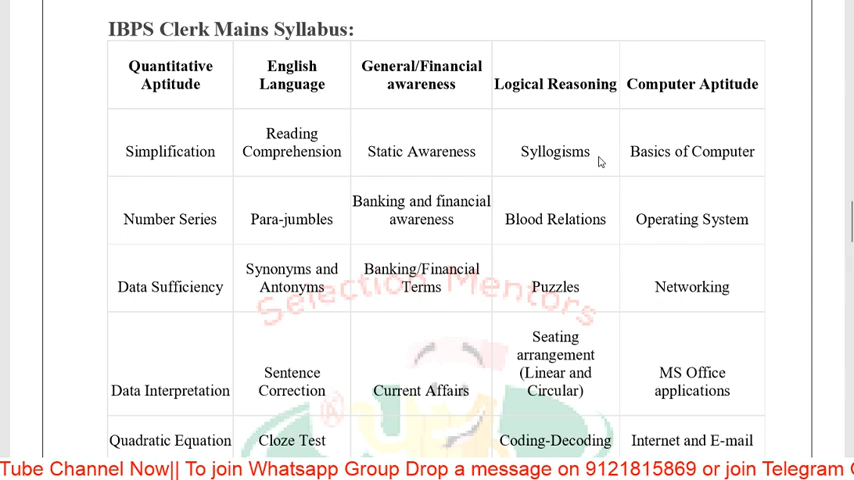 IBPS Clerk Mains Syllabus:
Quantitative Aptitude English Language General/Financial awareness Logical Reasoning Computer Aptitude
Simplification Reading Comprehension Static Awareness Syllogisms Basics of Computer
Number Series Para-jumbles Banking and financial awareness Blood Relations Operating System
Data Sufficiency Synonyms and Antonyms Banking/Financial Terms Puzzles Networking
Data Interpretation Sentence Correction Current Affairs Seating arrangement (Linear and Circular) MS Office applications
Quadratic Equation Cloze Test Coding-Decoding Internet and E-mail
Selection Mentors
Tube Channel Now|| To join Whatsapp Group Drop a message on 9121815869 or join Telegram